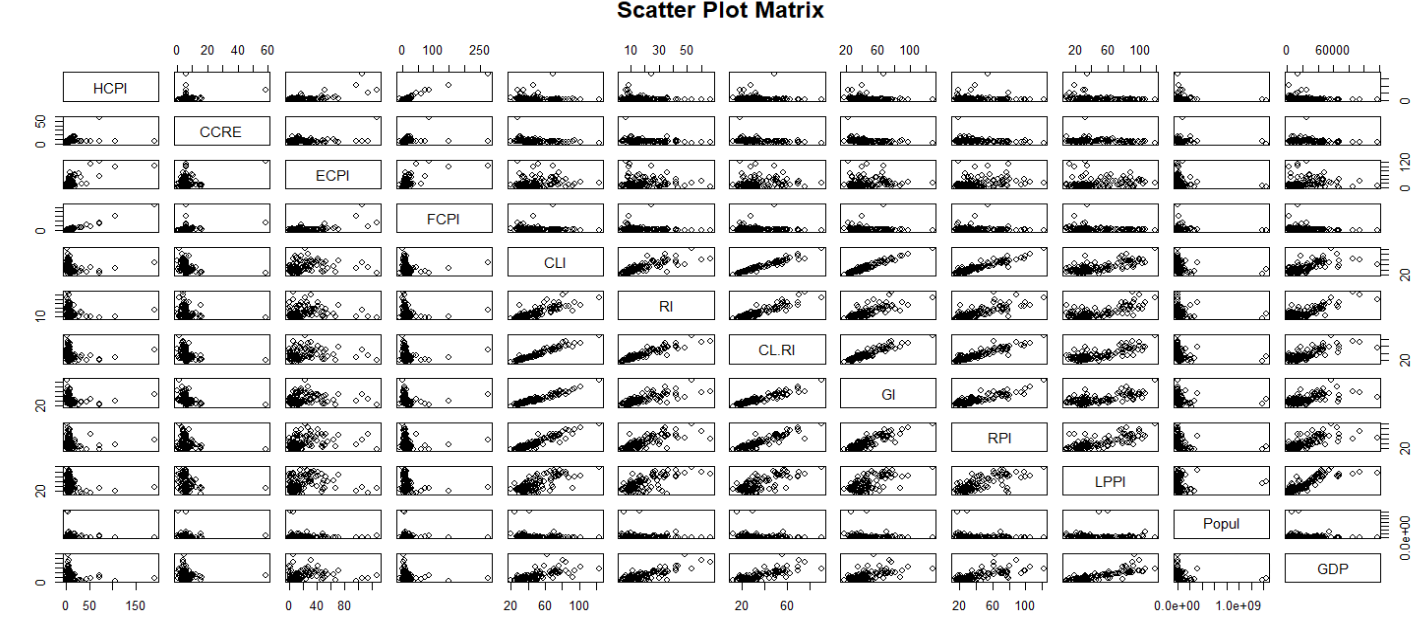 Scatter Plot Matrix
0 20 40 60 0 100 250 10 30 50 20 60 100 20 60 100 0 60000
HCPI 0
0 50 CCRE
ECPI 0 120
0 FCPI
CLI 20
10 RI
CL.RI 20
20 GI
RPI 20
20 LPPI
Popul 0.0e+00
0 GDP
0 50 150 0 40 80 20 60 100 20 60 20 60 100 0.0e+00 1.0e+09